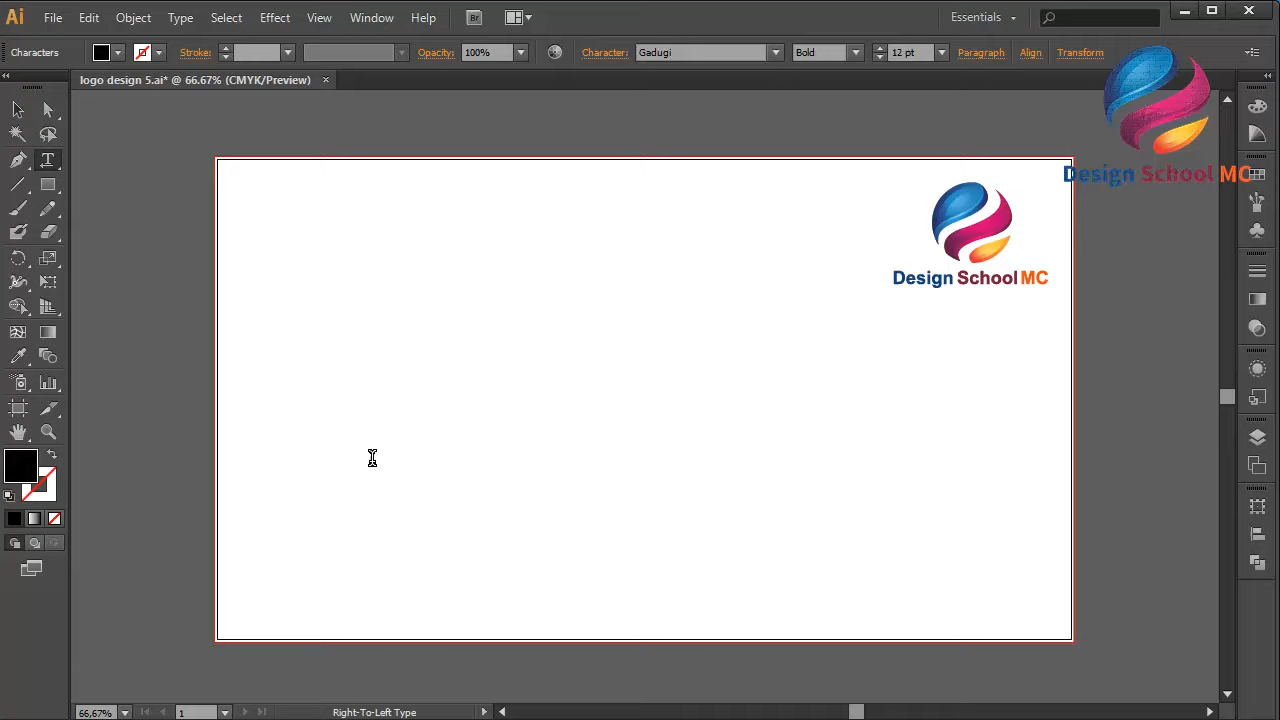 Ai File Edit Object Type Select Effect View Window Help Br Essentials
Characters Stroke: Opacity: 100% Character: Gadugi Bold 12 pt Paragraph Align Transform
logo design 5.ai* @ 66.67% (CMYK/Preview) ×
Design School MC
Design School MC
66,67% 1 Right-To-Left Type